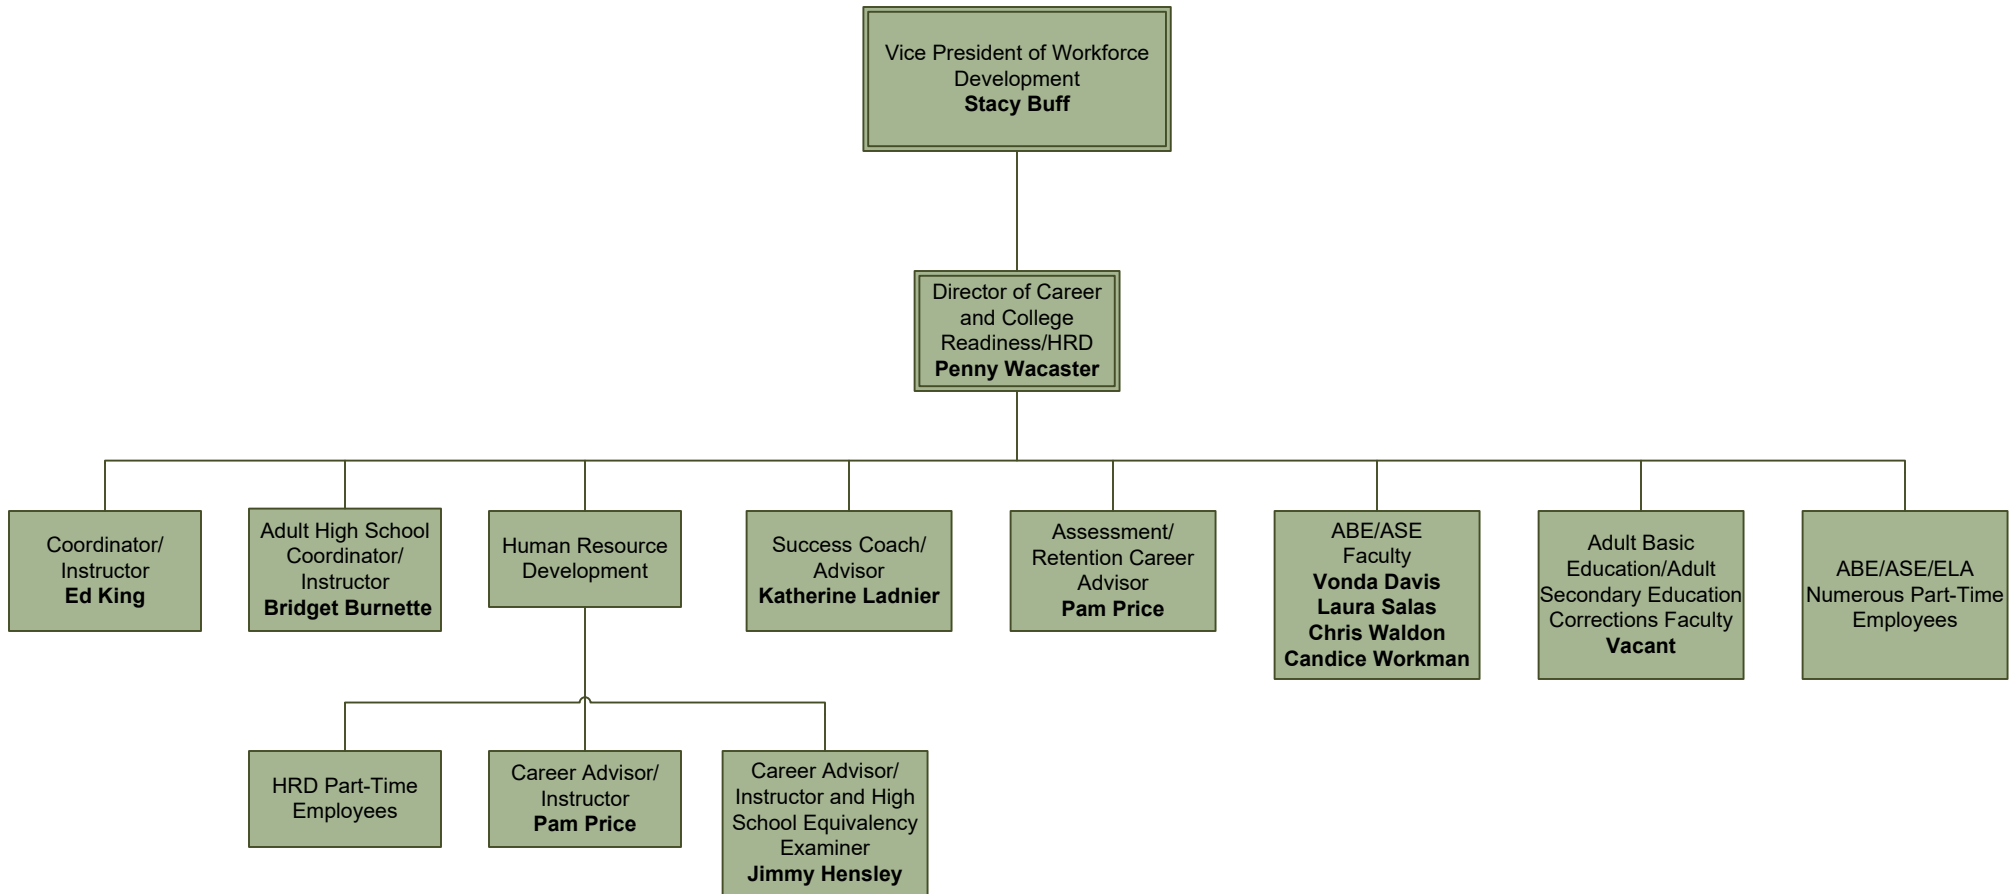 Vice President of Workforce
Development
Stacy Buff
Director of Career
and College
Readiness/HRD
Penny Wacaster
Coordinator/
Instructor
Ed King
Adult High School
Coordinator/
Instructor
Bridget Burnette
Human Resource
Development
Success Coach/
Advisor
Katherine Ladnier
Assessment/
Retention Career
Advisor
Pam Price
ABE/ASE
Faculty
Vonda Davis
Laura Salas
Chris Waldon
Candice Workman
Adult Basic
Education/Adult
Secondary Education
Corrections Faculty
Vacant
ABE/ASE/ELA
Numerous Part-Time
Employees
HRD Part-Time
Employees
Career Advisor/
Instructor
Pam Price
Career Advisor/
Instructor and High
School Equivalency
Examiner
Jimmy Hensley